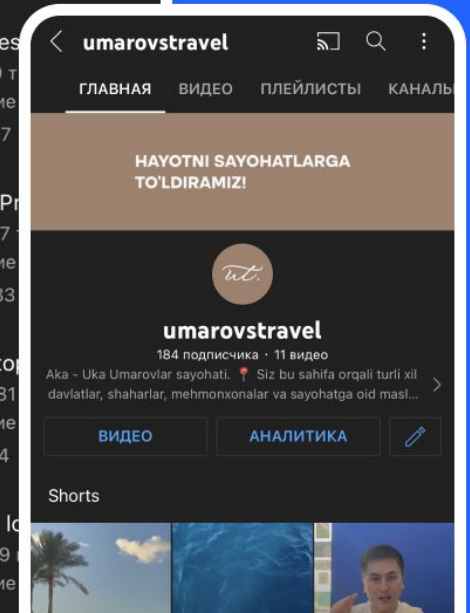 umarovstravel
ГЛАВНАЯ ВИДЕО ПЛЕЙЛИСТЫ КАНАЛЫ
HAYOTNI SAYOHATLARGA
TO'LDIRAMIZ!
ut.
umarovstravel
184 подписчика · 11 видео
Aka - Uka Umarovlar sayohati. 📍 Siz bu sahifa orqali turli xil
davlatlar, shaharlar, mehmonxonalar va sayohatga oid masl...
ВИДЕО АНАЛИТИКА
Shorts